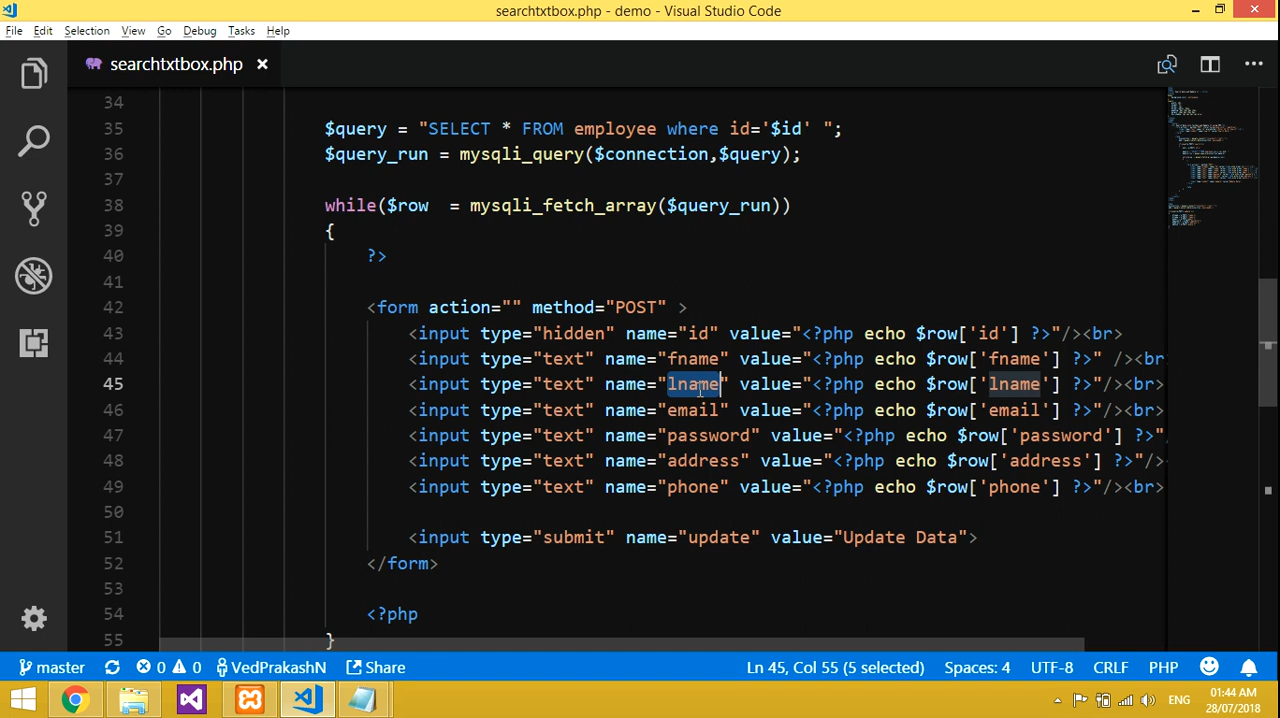 searchtxtbox.php - demo - Visual Studio Code
File Edit Selection View Go Debug Tasks Help
searchtxtbox.php
34
35 $query = "SELECT * FROM employee where id='$id' ";
36 $query_run = mysqli_query($connection,$query);
37
38 while($row  = mysqli_fetch_array($query_run))
39 {
40 ?>
41
42 <form action="" method="POST" >
43 <input type="hidden" name="id" value="<?php echo $row['id'] ?>"/><br>
44 <input type="text" name="fname" value="<?php echo $row['fname'] ?>" /><br
45 <input type="text" name="lname" value="<?php echo $row['lname'] ?>"/><br>
46 <input type="text" name="email" value="<?php echo $row['email'] ?>"/><br>
47 <input type="text" name="password" value="<?php echo $row['password'] ?>"
48 <input type="text" name="address" value="<?php echo $row['address'] ?>"/>
49 <input type="text" name="phone" value="<?php echo $row['phone'] ?>"/><br>
50
51 <input type="submit" name="update" value="Update Data">
52 </form>
53
54 <?php
55 }
master 0 0 VedPrakashN Share Ln 45, Col 55 (5 selected) Spaces: 4 UTF-8 CRLF PHP
ENG 01:44 AM
28/07/2018